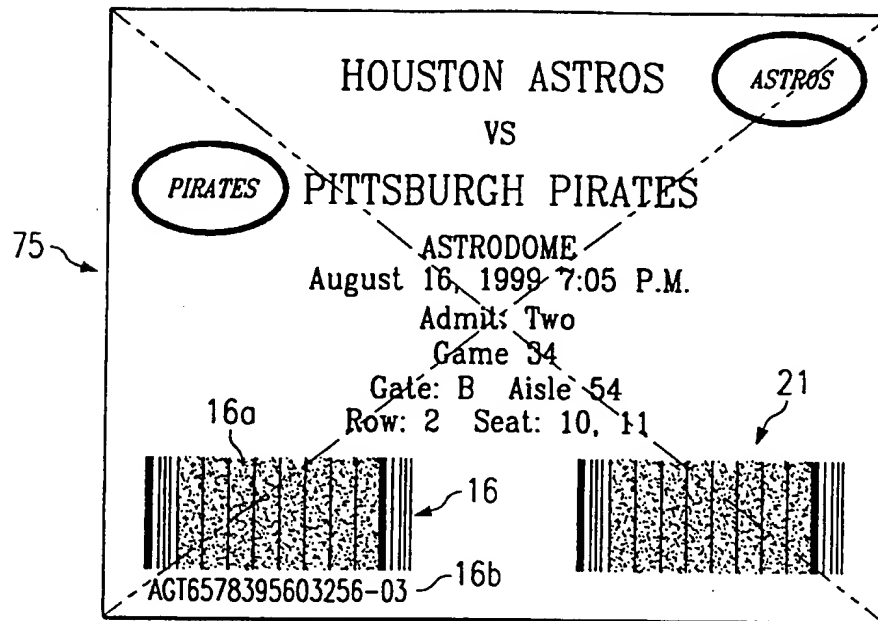 HOUSTON ASTROS
ASTROS
VS
PIRATES
PITTSBURGH PIRATES
75
ASTRODOME
August 16, 1999 7:05 P.M.
Admits Two
Game 34
Gate: B Aisle 54
Row: 2 Seat: 10, 11
16a
21
16
AGT6578395603256-03
16b